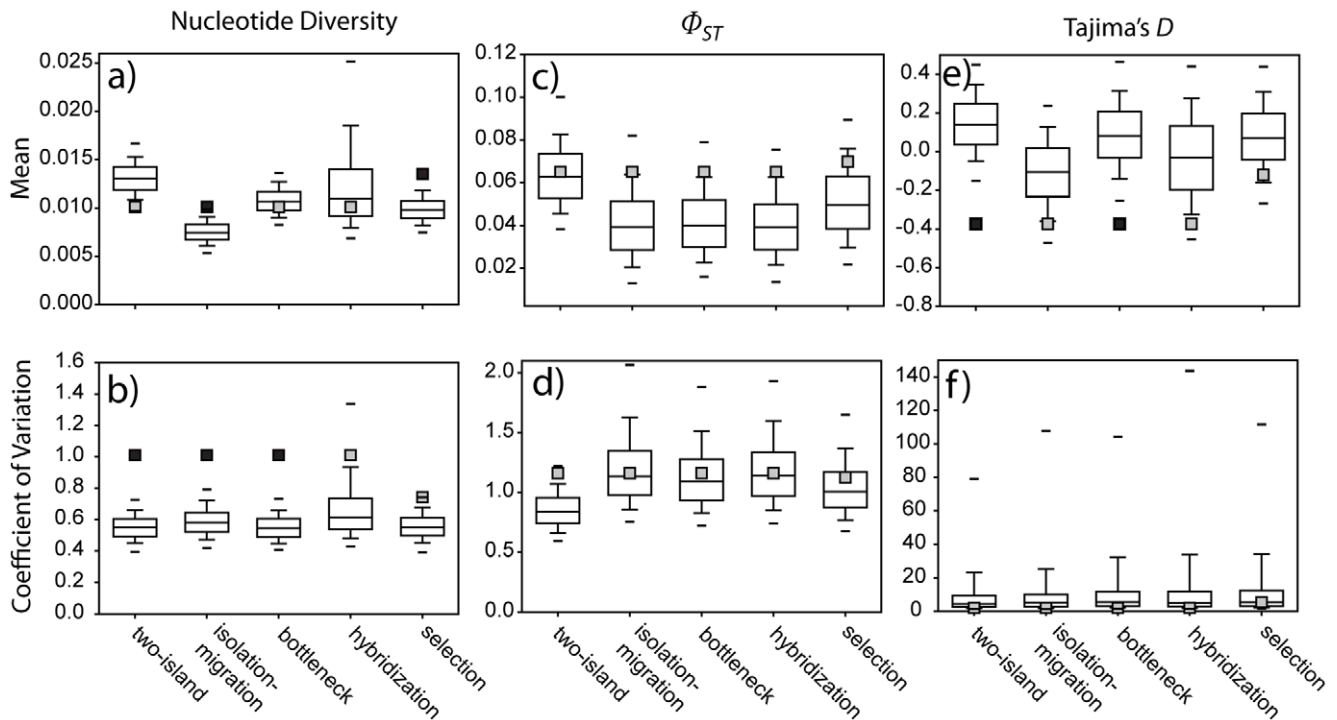 Nucleotide Diversity
Φ_ST
Tajima's D
Mean
a)
0.025
0.020
0.015
0.010
0.005
0.000
c)
0.12
0.10
0.08
0.06
0.04
0.02
e)
0.4
0.2
0.0
-0.2
-0.4
-0.6
-0.8
Coefficient of Variation
b)
1.6
1.4
1.2
1.0
0.8
0.6
0.4
0.2
0.0
d)
2.0
1.5
1.0
0.5
0.0
f)
140
120
100
80
60
40
20
10
0
two-island
isolation-
migration
bottleneck
hybridization
selection
two-island
isolation-
migration
bottleneck
hybridization
selection
two-island
isolation-
migration
bottleneck
hybridization
selection